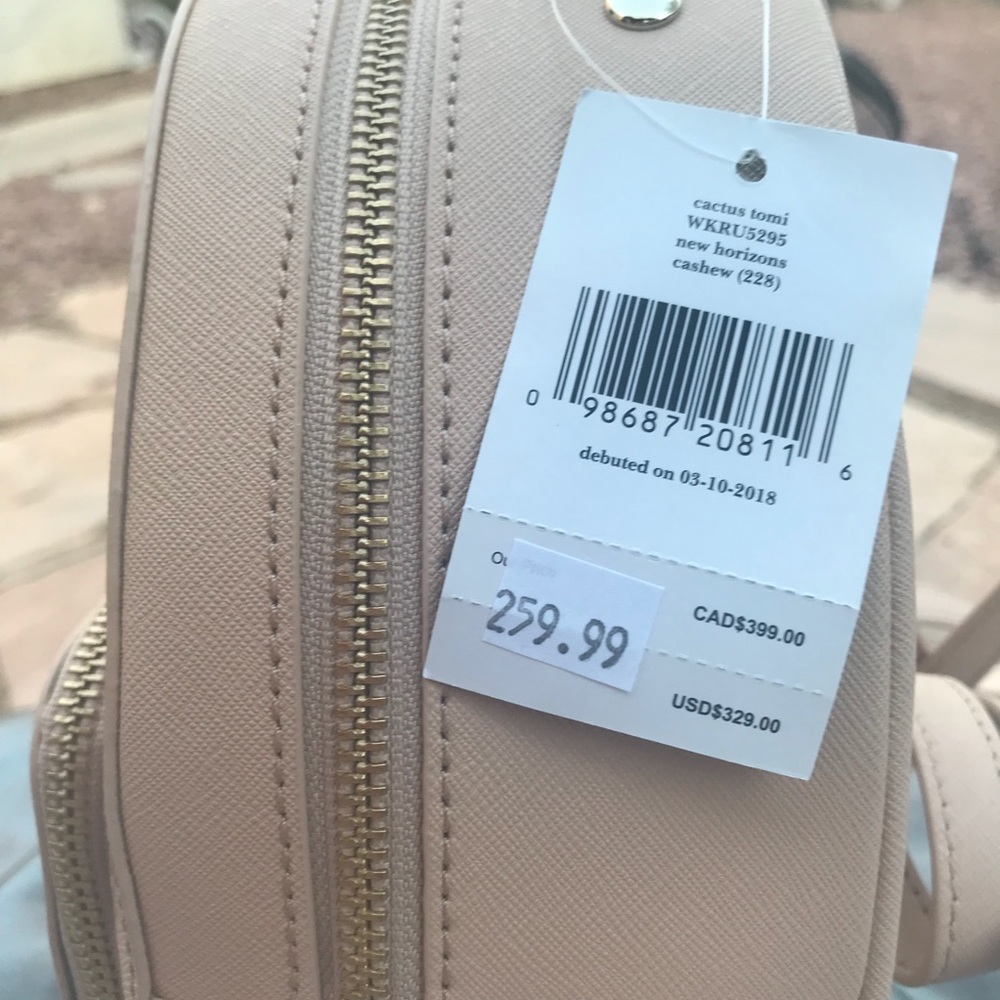 cactus tomi
WKRU5295
new horizons
cashew (228)
0 98687 20811 6
debuted on 03-10-2018
259.99
CAD$399.00
USD$329.00